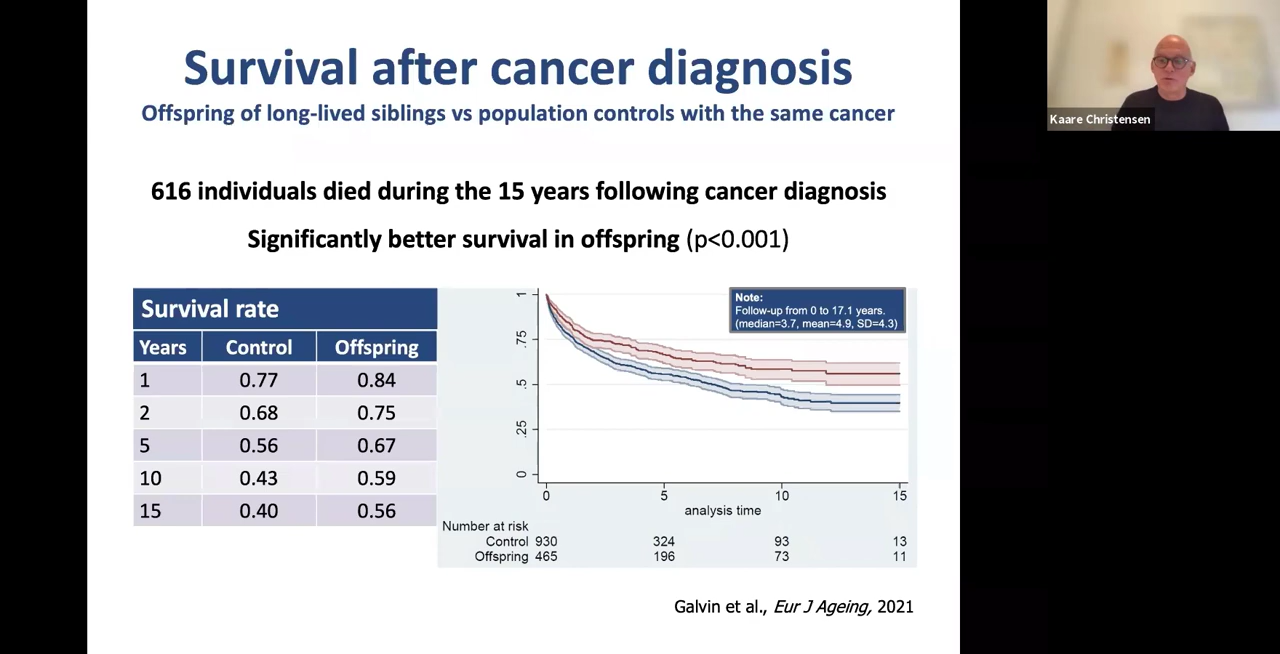 Survival after cancer diagnosis
Offspring of long-lived siblings vs population controls with the same cancer
Kaare Christensen
616 individuals died during the 15 years following cancer diagnosis
Significantly better survival in offspring (p<0.001)
Survival rate
Years Control Offspring
1 0.77 0.84
2 0.68 0.75
5 0.56 0.67
10 0.43 0.59
15 0.40 0.56
Note:
Follow-up from 0 to 17.1 years.
(median=3.7, mean=4.9, SD=4.3)
1
.75
.5
.25
0
0 5 10 15
analysis time
Number at risk
Control 930 324 93 13
Offspring 465 196 73 11
Galvin et al., Eur J Ageing, 2021